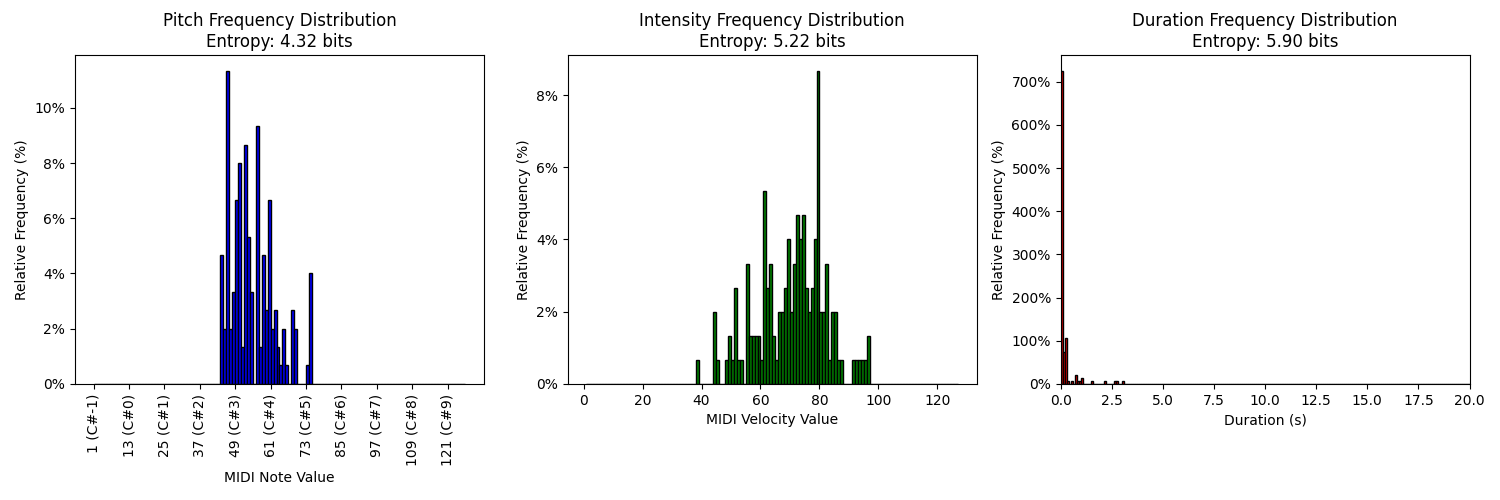 Pitch Frequency Distribution
Entropy: 4.32 bits
Relative Frequency (%)
10%
8%
6%
4%
2%
0%
1 (C#-1)
13 (C#0)
25 (C#1)
37 (C#2)
49 (C#3)
61 (C#4)
73 (C#5)
85 (C#6)
97 (C#7)
109 (C#8)
121 (C#9)
MIDI Note Value
Intensity Frequency Distribution
Entropy: 5.22 bits
Relative Frequency (%)
8%
6%
4%
2%
0%
0 20 40 60 80 100 120
MIDI Velocity Value
Duration Frequency Distribution
Entropy: 5.90 bits
Relative Frequency (%)
700%
600%
500%
400%
300%
200%
100%
0%
0.0 2.5 5.0 7.5 10.0 12.5 15.0 17.5 20.0
Duration (s)